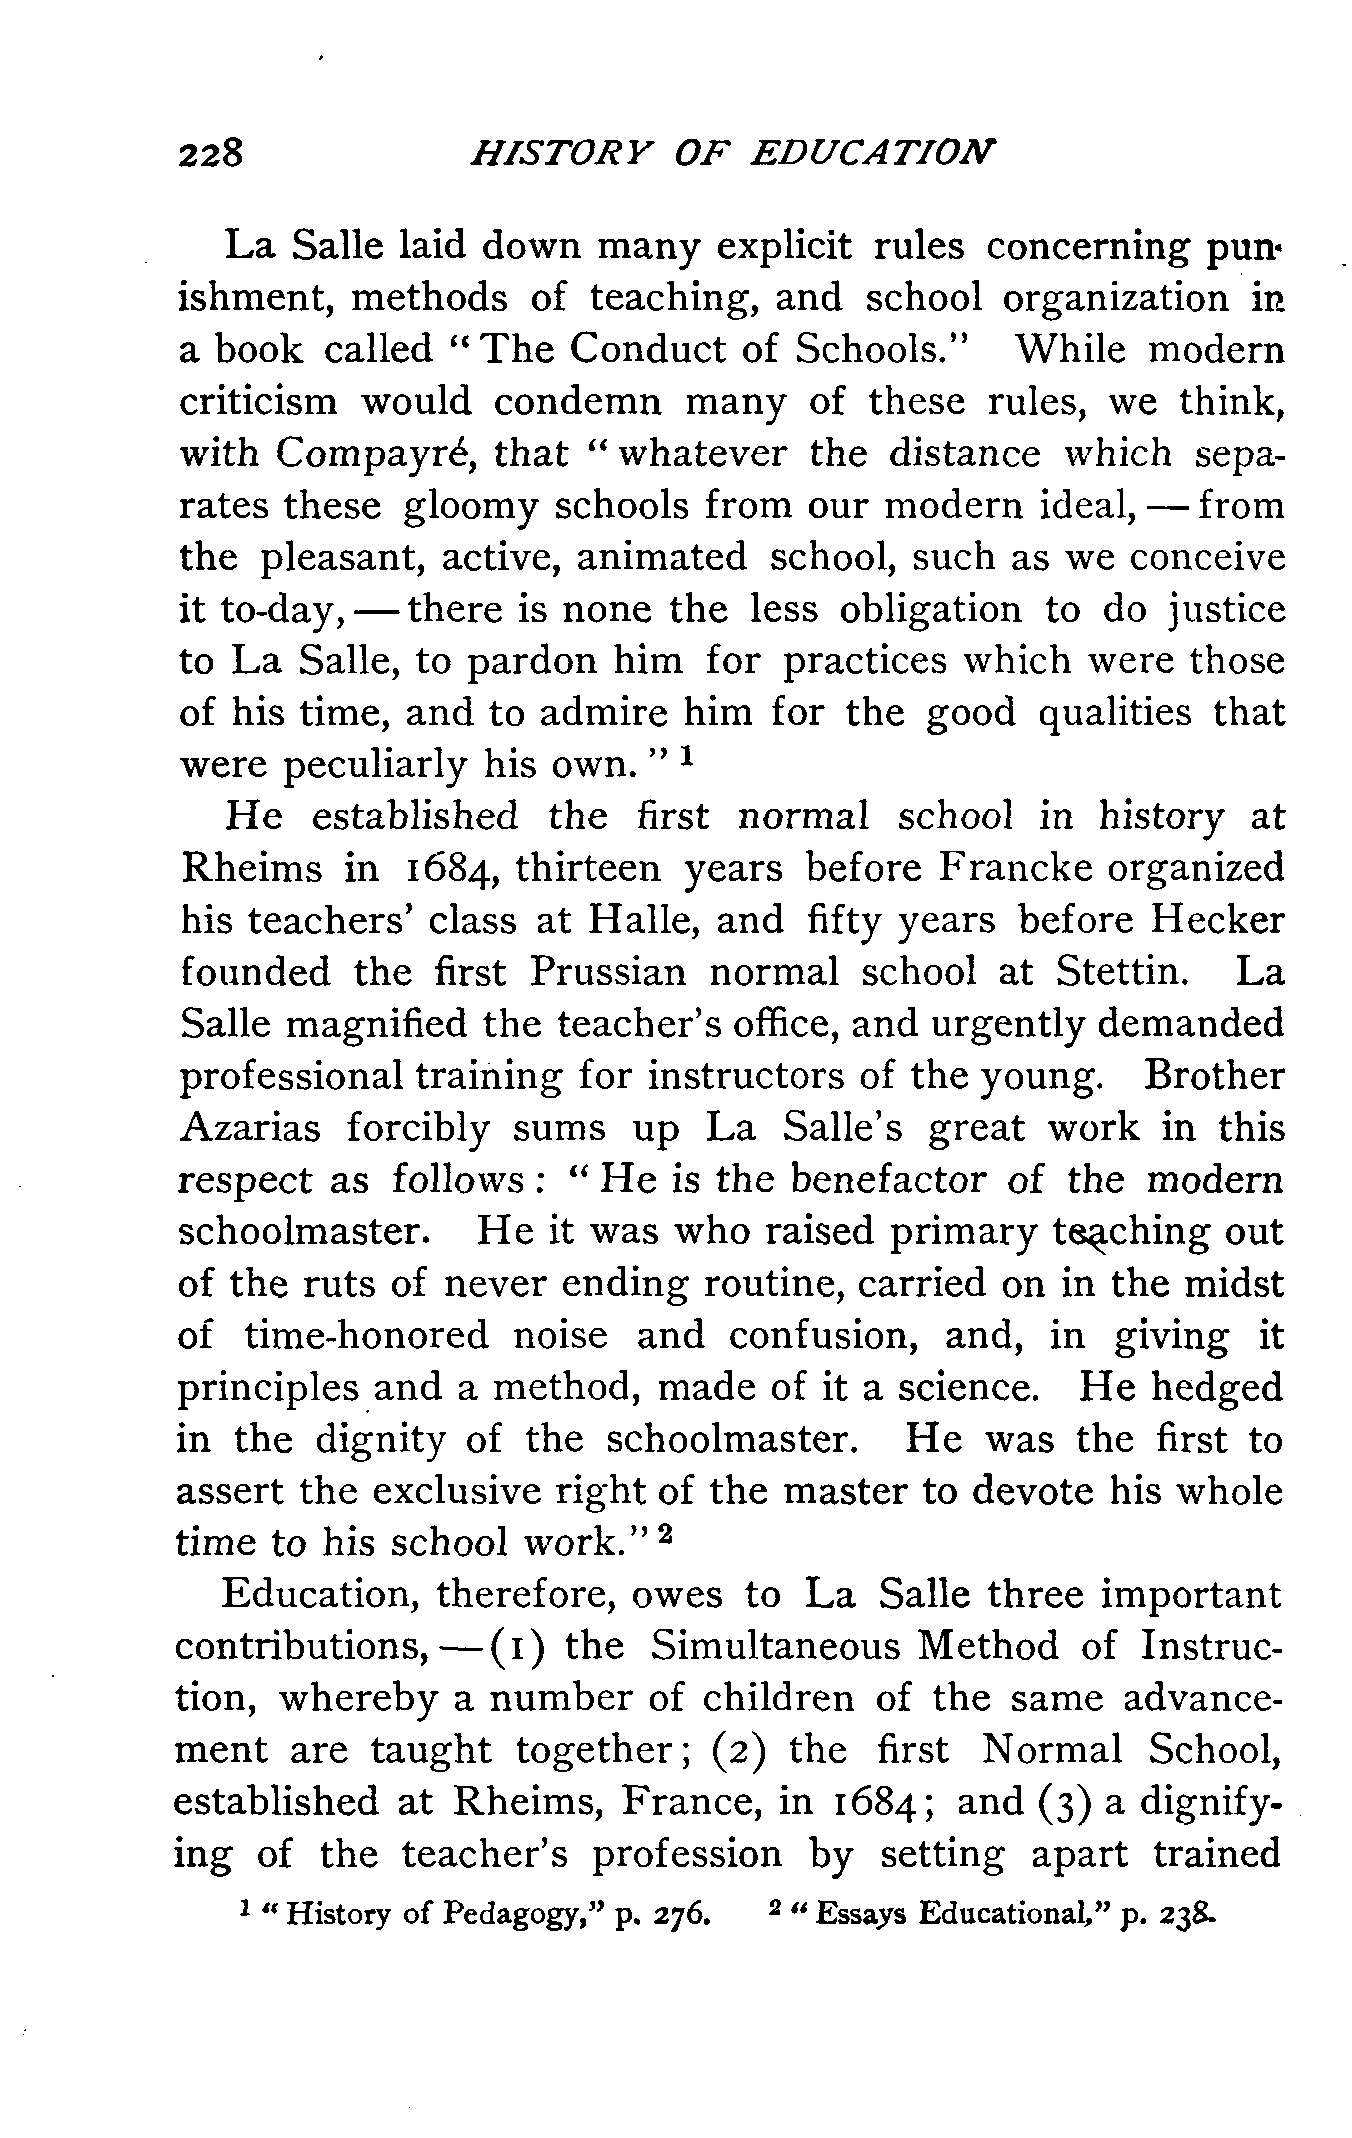 228 HISTORY OF EDUCATION
La Salle laid down many explicit rules concerning pun-
ishment, methods of teaching, and school organization in
a book called “ The Conduct of Schools.” While modern
criticism would condemn many of these rules, we think,
with Compayré, that “ whatever the distance which sepa-
rates these gloomy schools from our modern ideal, — from
the pleasant, active, animated school, such as we conceive
it to-day, — there is none the less obligation to do justice
to La Salle, to pardon him for practices which were those
of his time, and to admire him for the good qualities that
were peculiarly his own. ” 1
He established the first normal school in history at
Rheims in 1684, thirteen years before Francke organized
his teachers’ class at Halle, and fifty years before Hecker
founded the first Prussian normal school at Stettin. La
Salle magnified the teacher’s office, and urgently demanded
professional training for instructors of the young. Brother
Azarias forcibly sums up La Salle’s great work in this
respect as follows : “ He is the benefactor of the modern
schoolmaster. He it was who raised primary teaching out
of the ruts of never ending routine, carried on in the midst
of time-honored noise and confusion, and, in giving it
principles and a method, made of it a science. He hedged
in the dignity of the schoolmaster. He was the first to
assert the exclusive right of the master to devote his whole
time to his school work.” 2
Education, therefore, owes to La Salle three important
contributions, — (1) the Simultaneous Method of Instruc-
tion, whereby a number of children of the same advance-
ment are taught together ; (2) the first Normal School,
established at Rheims, France, in 1684 ; and (3) a dignify-
ing of the teacher’s profession by setting apart trained
1 “ History of Pedagogy,” p. 276. 2 “ Essays Educational,” p. 238.